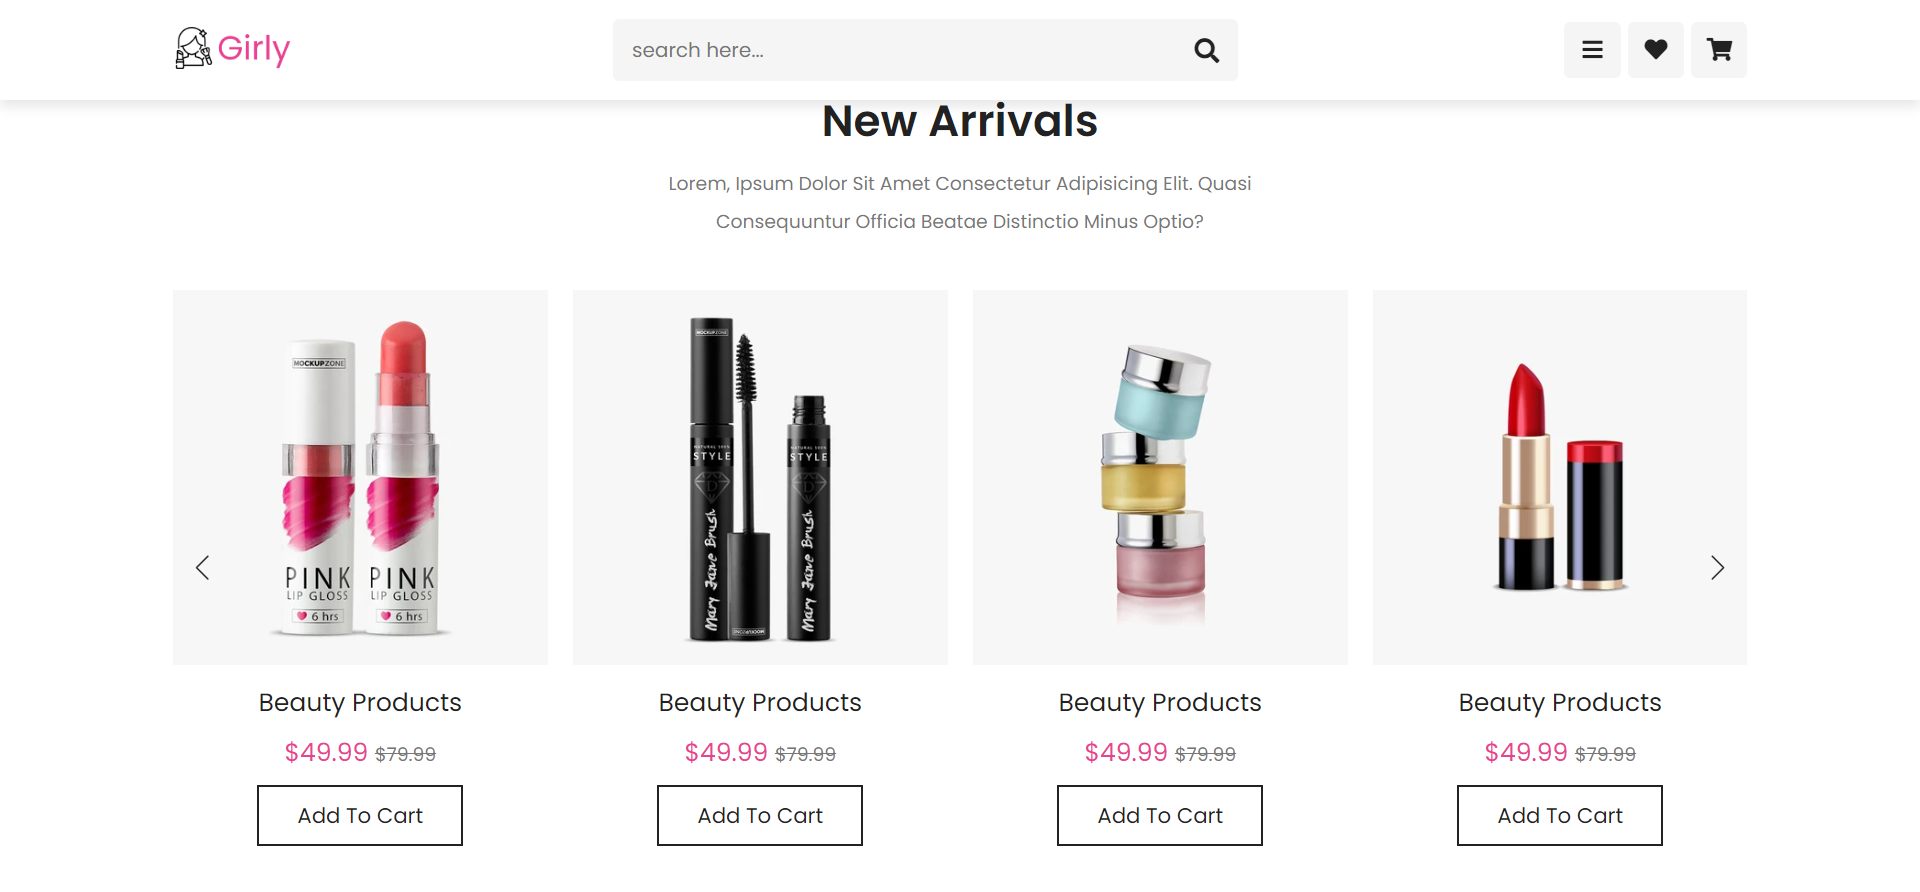 Girly
search here...
New Arrivals
Lorem, Ipsum Dolor Sit Amet Consectetur Adipisicing Elit. Quasi
Consequuntur Officia Beatae Distinctio Minus Optio?
MOCKUPZONE
PINK
LIP GLOSS
6 hrs
PINK
LIP GLOSS
6 hrs
MOCKUPZONE
STYLE
D
Mary Jane Brush
MOCKUPZONE
STYLE
D
Mary Jane Brush
Beauty Products
$49.99 $79.99
Add To Cart
Beauty Products
$49.99 $79.99
Add To Cart
Beauty Products
$49.99 $79.99
Add To Cart
Beauty Products
$49.99 $79.99
Add To Cart